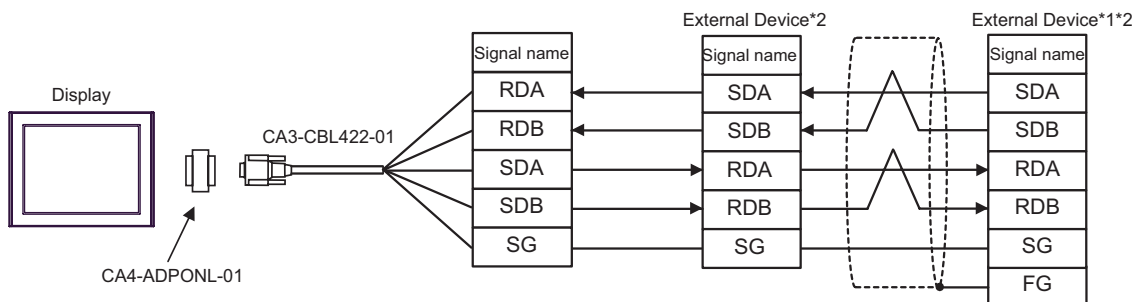 Display
CA4-ADPONL-01
CA3-CBL422-01
Signal name
RDA
RDB
SDA
SDB
SG
External Device*2
Signal name
SDA
SDB
RDA
RDB
SG
External Device*1*2
Signal name
SDA
SDB
RDA
RDB
SG
FG